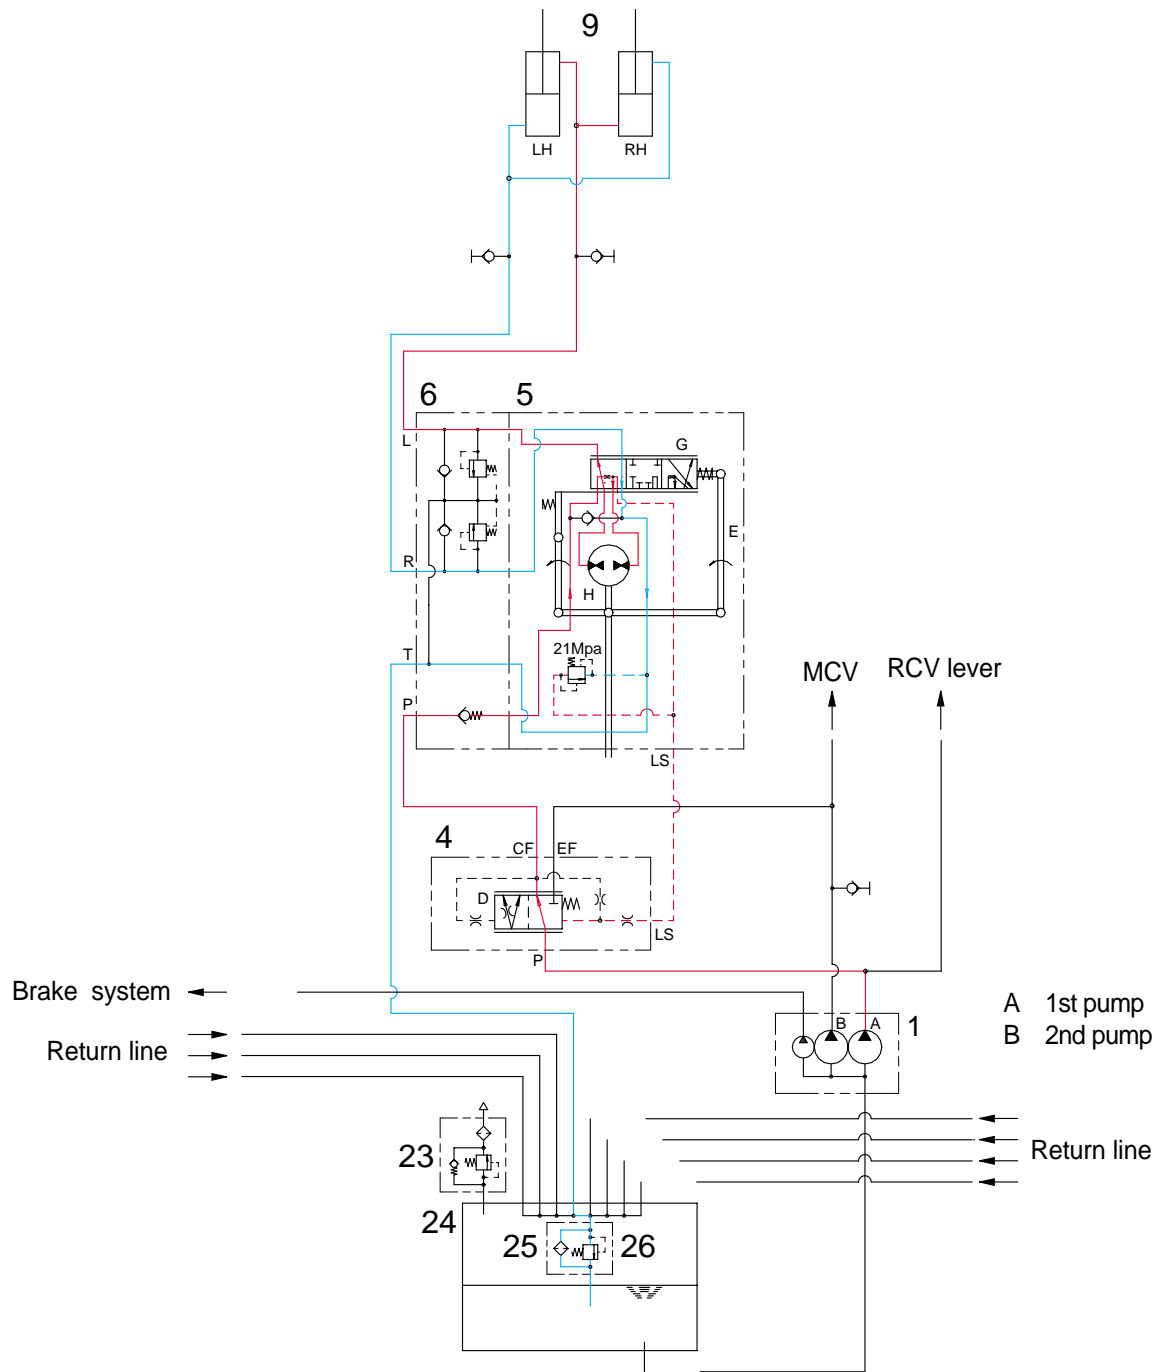 9
LH
RH
6
5
L
G
R
E
H
T
21Mpa
MCV
RCV lever
P
LS
4
CF
EF
D
LS
P
Brake system
B
A
1
A 1st pump
B 2nd pump
Return line
23
Return line
24
25
26